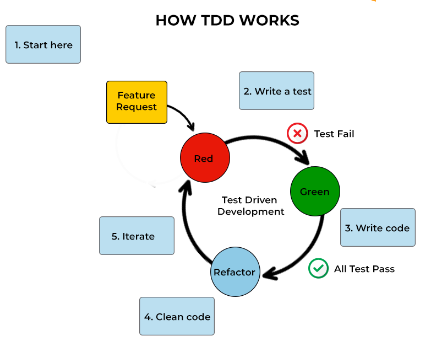 HOW TDD WORKS
1. Start here
Feature
Request
2. Write a test
Test Fail
Red
Green
Test Driven
Development
3. Write code
5. Iterate
All Test Pass
Refactor
4. Clean code